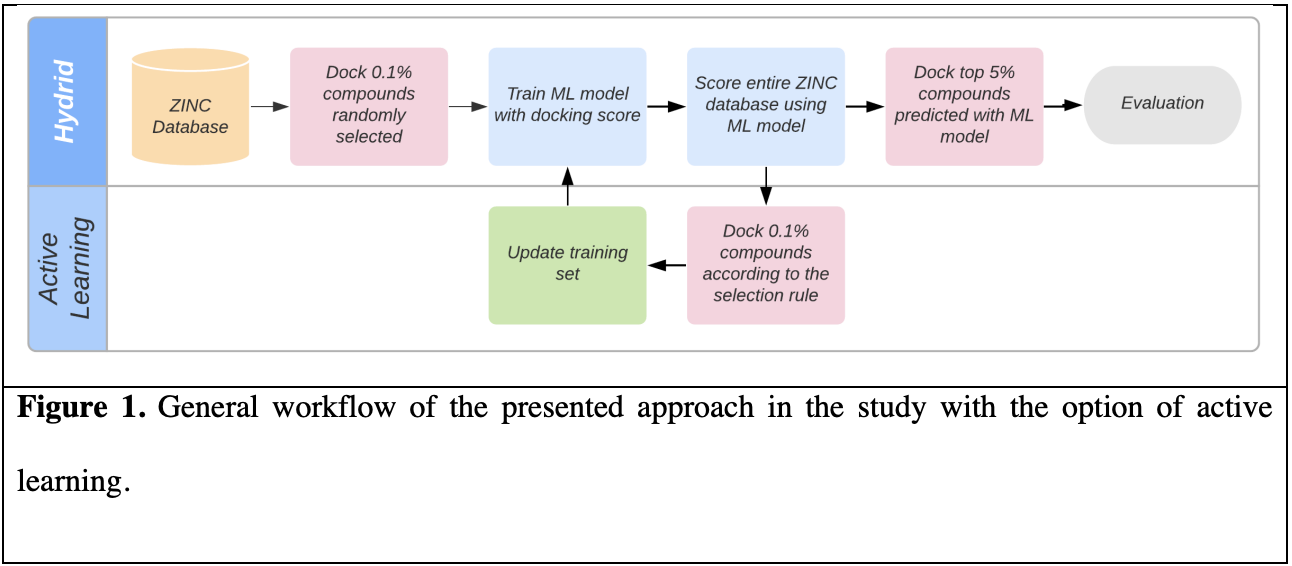 Hydrid
ZINC
Database
Dock 0.1%
compounds
randomly
selected
Train ML model
with docking score
Score entire ZINC
database using
ML model
Dock top 5%
compounds
predicted with ML
model
Evaluation
Active
Learning
Update training
set
Dock 0.1%
compounds
according to the
selection rule
Figure 1. General workflow of the presented approach in the study with the option of active
learning.